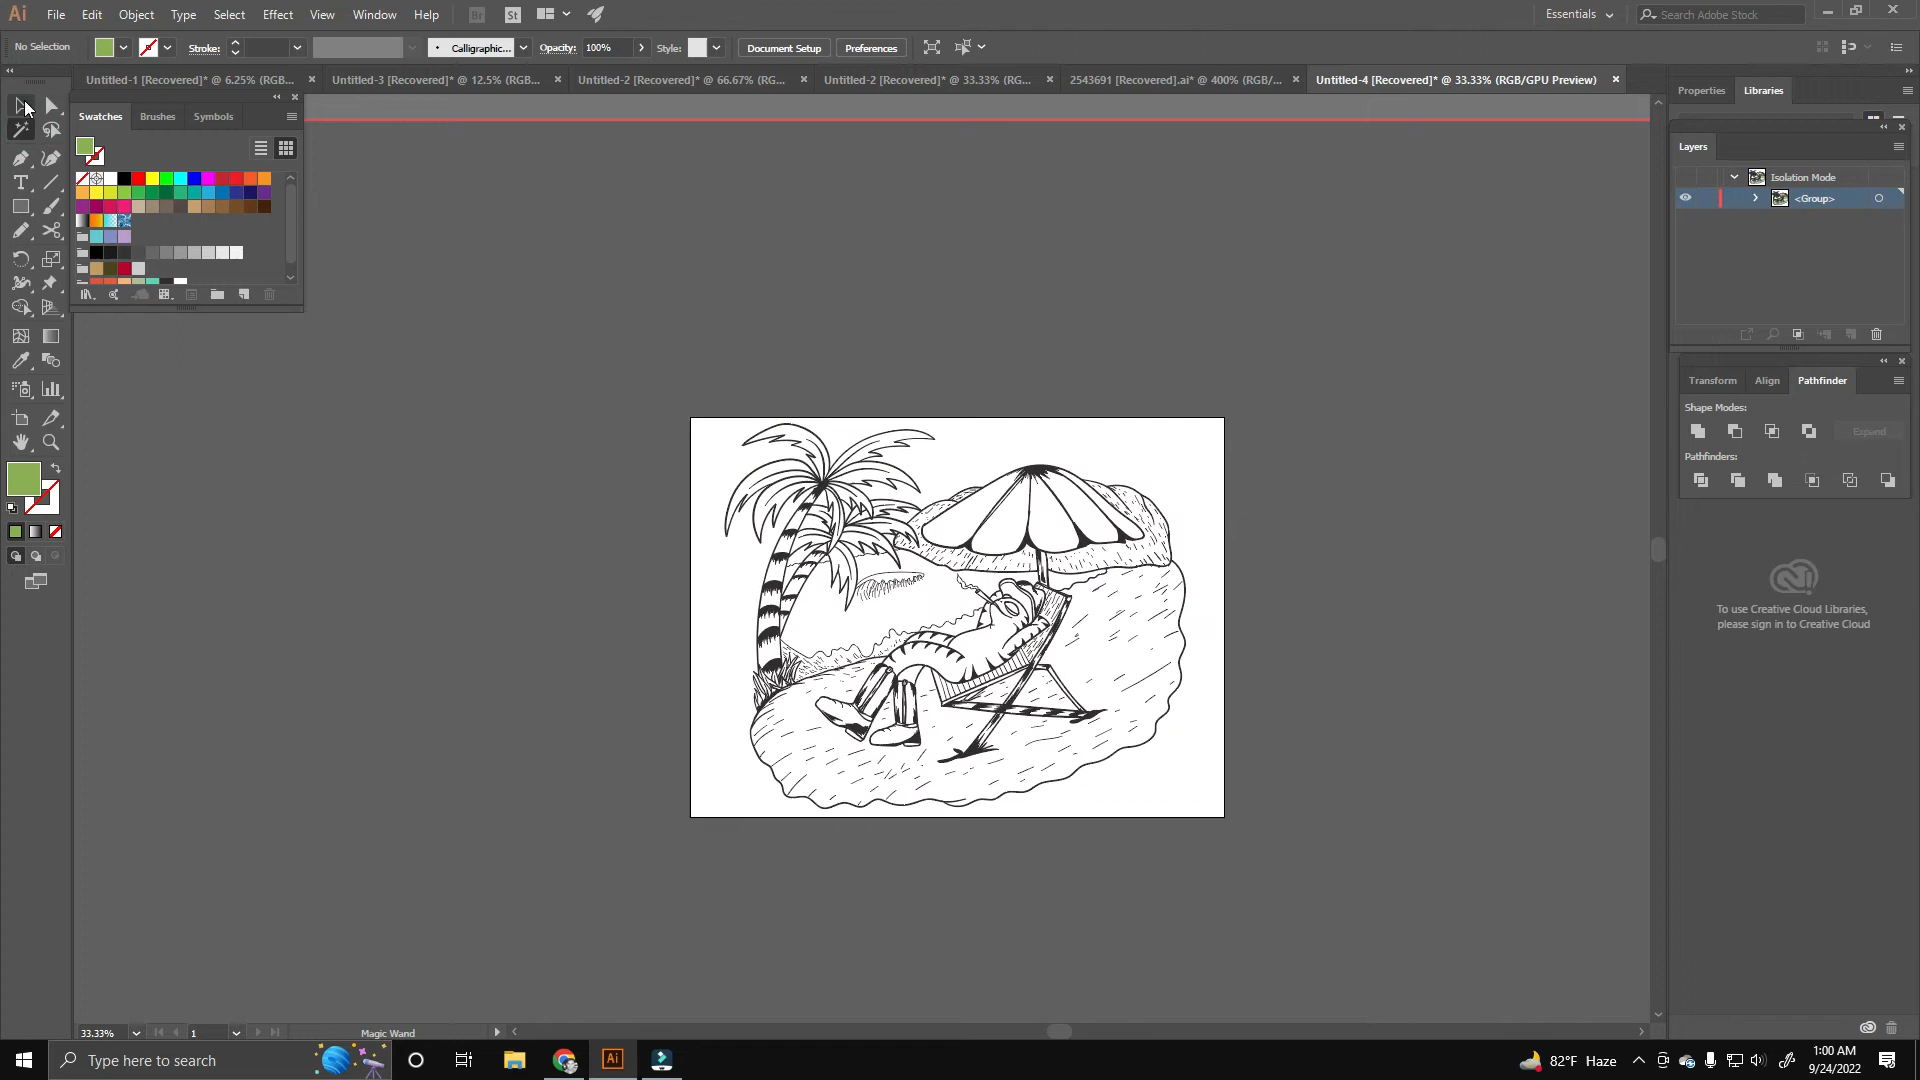 Ai File Edit Object Type Select Effect View Window Help Br St Essentials Search Adobe Stock
No Selection Stroke: Calligraphic... Opacity: 100% Style: Document Setup Preferences
Untitled-1 [Recovered]* @ 6.25% (RGB... Untitled-3 [Recovered]* @ 12.5% (RGB... Untitled-2 [Recovered]* @ 66.67% (RG... Untitled-2 [Recovered]* @ 33.33% (RG... 2543691 [Recovered].ai* @ 400% (RGB/... Untitled-4 [Recovered]* @ 33.33% (RGB/GPU Preview)
Properties Libraries
Swatches Brushes Symbols
Layers
Isolation Mode
<Group>
Transform Align Pathfinder
Shape Modes:
Expand
Pathfinders:
To use Creative Cloud Libraries,
please sign in to Creative Cloud
33.33% 1 Magic Wand
Type here to search
Ai
82°F Haze
1:00 AM
9/24/2022